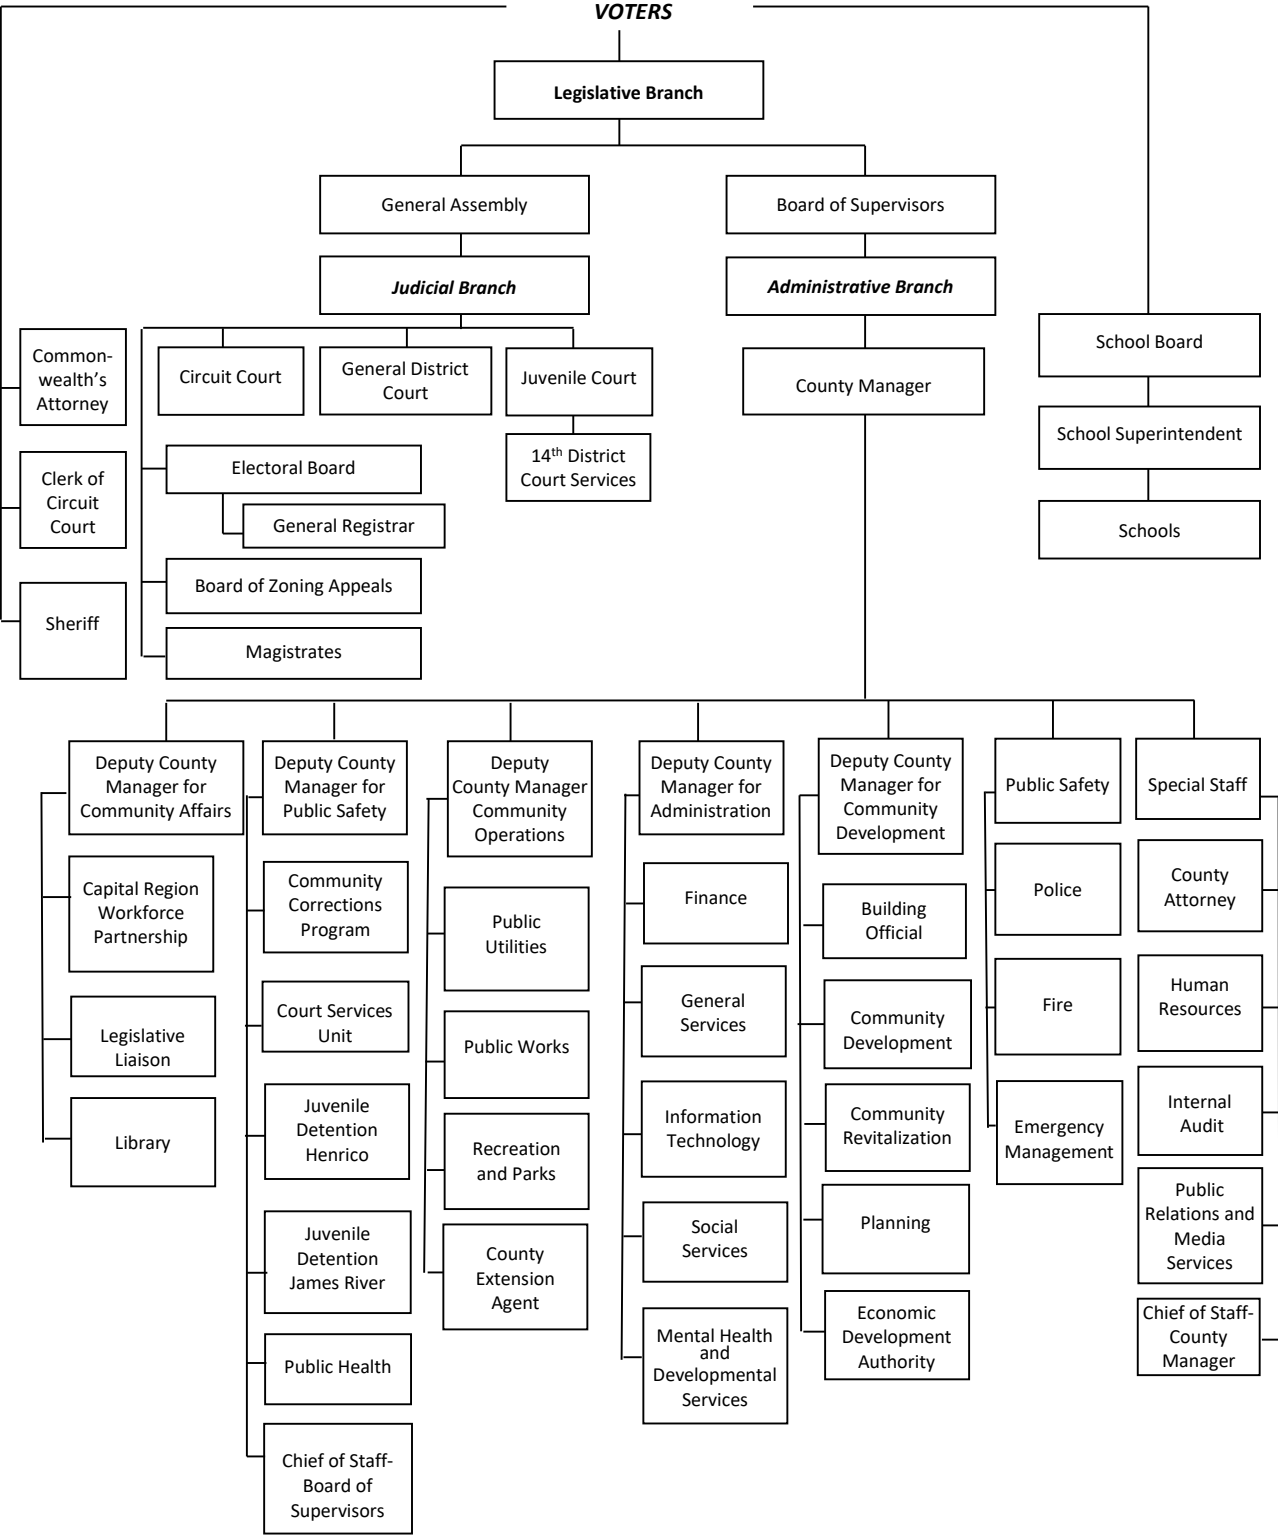 VOTERS
Legislative Branch
General Assembly
Board of Supervisors
Judicial Branch
Administrative Branch
Common-
wealth's
Attorney
Clerk of
Circuit
Court
Sheriff
Circuit Court
General District
Court
Juvenile Court
14th District
Court Services
Electoral Board
General Registrar
Board of Zoning Appeals
Magistrates
County Manager
School Board
School Superintendent
Schools
Deputy County
Manager for
Community Affairs
Capital Region
Workforce
Partnership
Legislative
Liaison
Library
Deputy County
Manager for
Public Safety
Community
Corrections
Program
Court Services
Unit
Juvenile
Detention
Henrico
Juvenile
Detention
James River
Public Health
Chief of Staff-
Board of
Supervisors
Deputy
County Manager
Community
Operations
Public
Utilities
Public Works
Recreation
and Parks
County
Extension
Agent
Deputy County
Manager for
Administration
Finance
General
Services
Information
Technology
Social
Services
Mental Health
and
Developmental
Services
Deputy County
Manager for
Community
Development
Building
Official
Community
Development
Community
Revitalization
Planning
Economic
Development
Authority
Public Safety
Police
Fire
Emergency
Management
Special Staff
County
Attorney
Human
Resources
Internal
Audit
Public
Relations and
Media
Services
Chief of Staff-
County
Manager